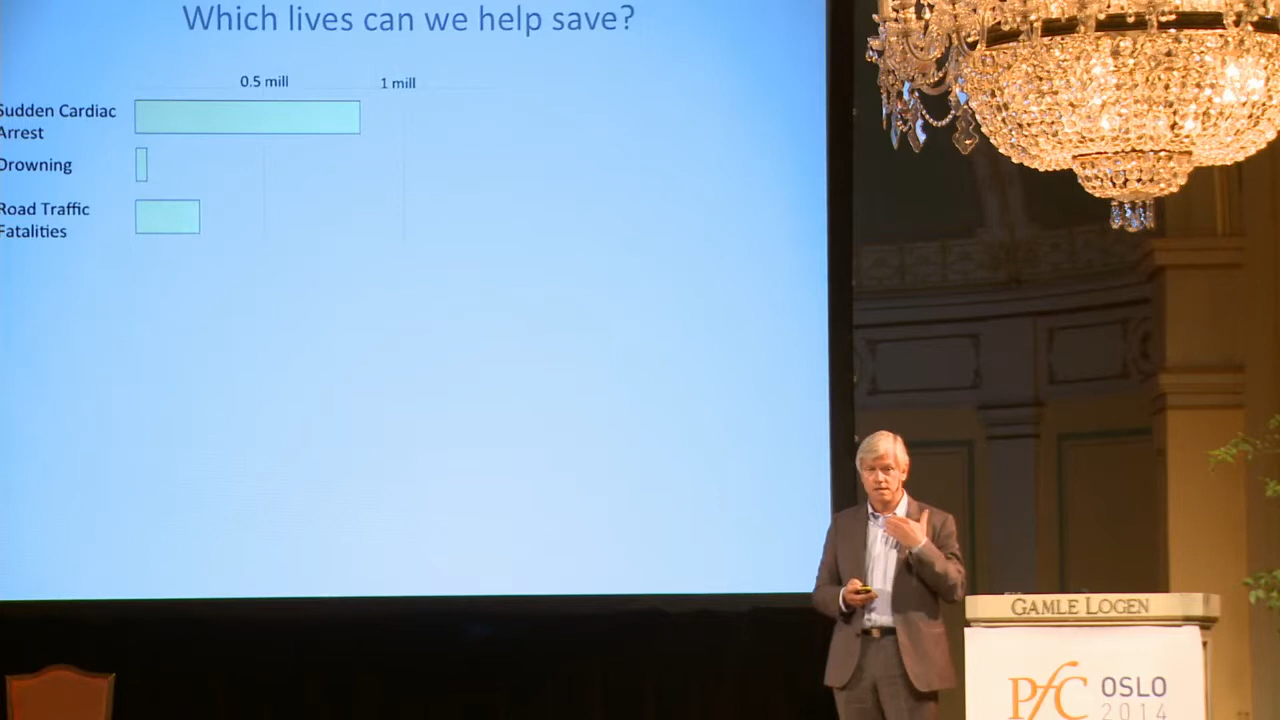 Which lives can we help save?
0.5 mill
1 mill
Sudden Cardiac
Arrest
Drowning
Road Traffic
Fatalities
GAMLE LOGEN
PfC OSLO
2014